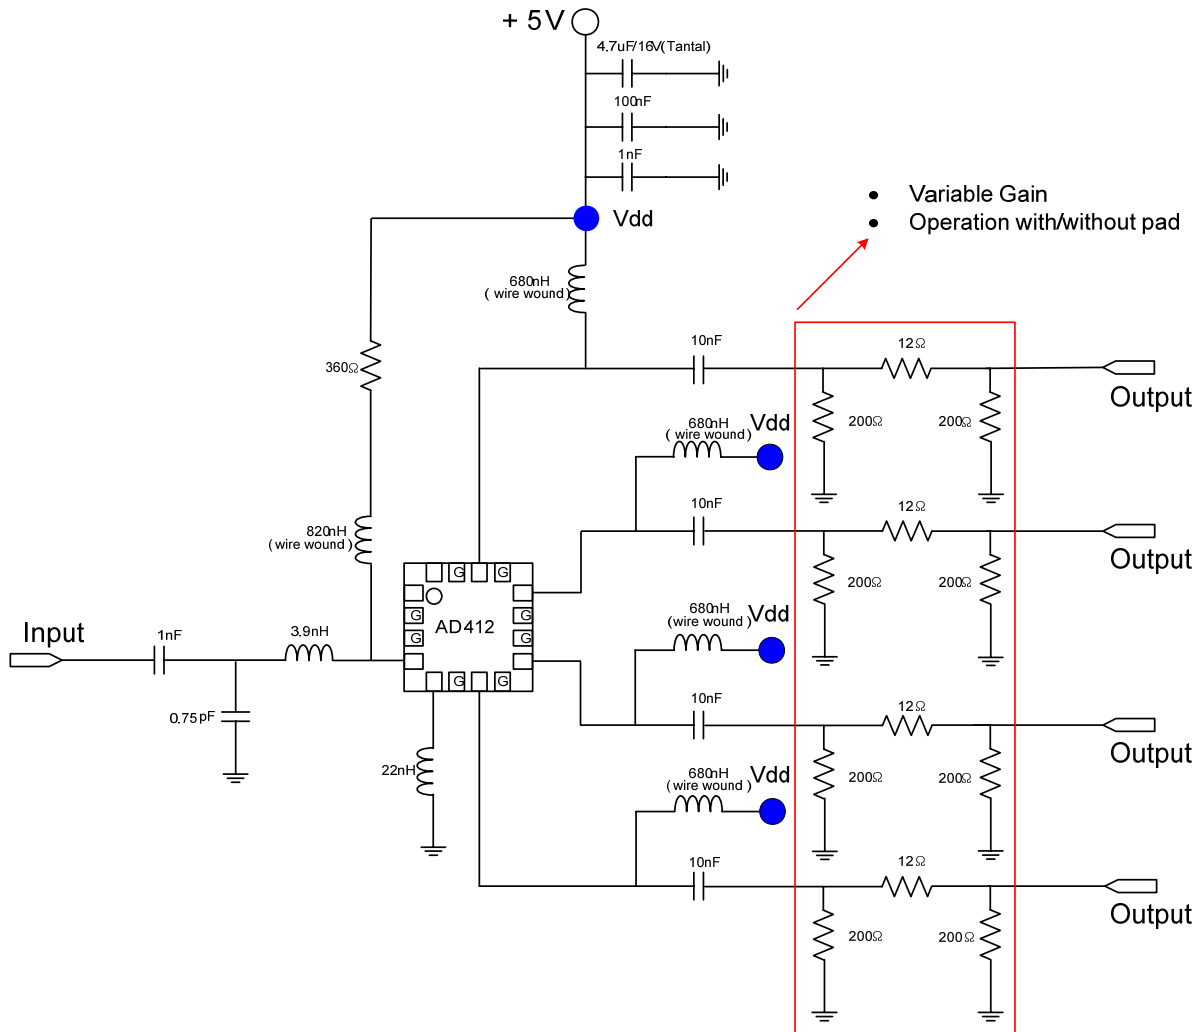 + 5V
4.7uF/16V(Tantal)
100nF
1nF
Vdd
• Variable Gain
• Operation with/without pad
680nH
( wire wound)
360Ω
10nF
12Ω
Output
200Ω
200Ω
680nH
( wire wound )
Vdd
10nF
12Ω
Output
820nH
(wire wound )
G
G
200Ω
200Ω
G
G
AD412
G
G
680nH
(wire wound )
Vdd
Input
1nF
3.9nH
G
G
10nF
12Ω
0.75pF
Output
22nH
680nH
(wire wound )
Vdd
200Ω
200Ω
10nF
12Ω
Output
200Ω
200Ω